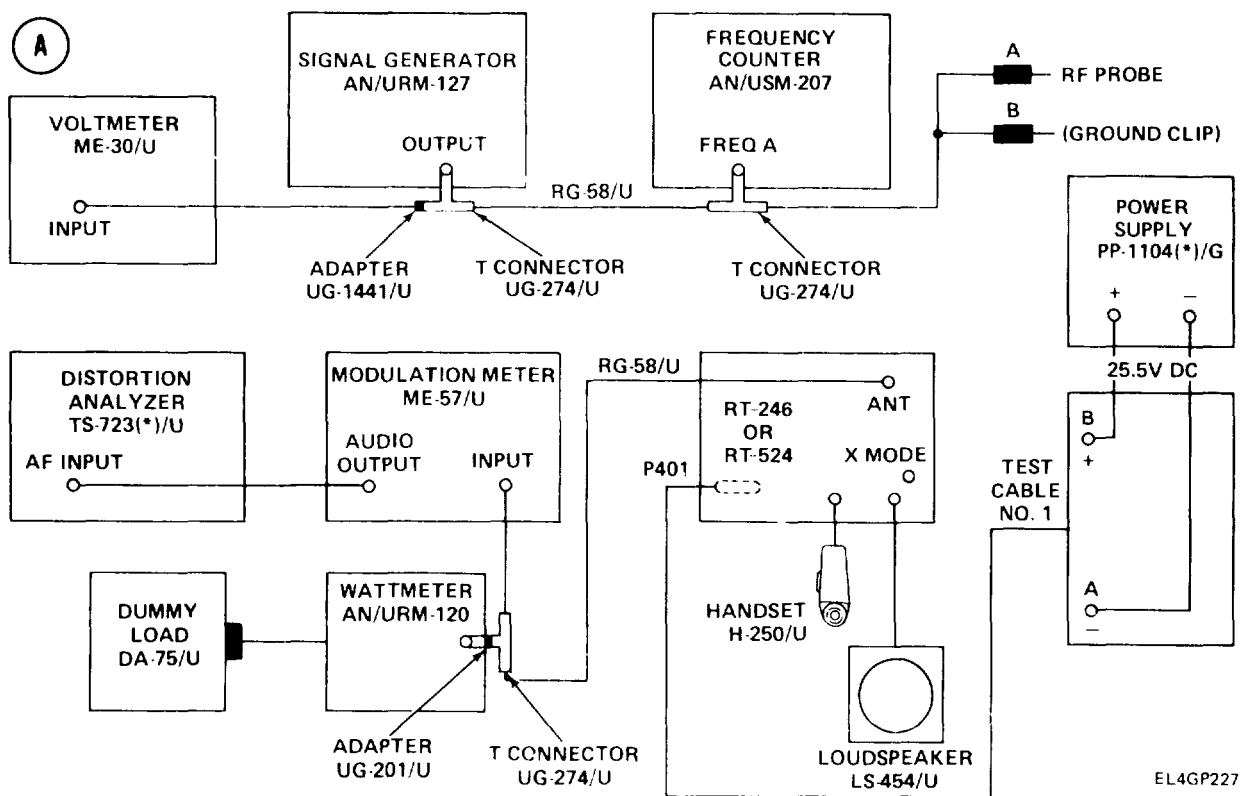 A
SIGNAL GENERATOR
AN/URM-127
OUTPUT
FREQUENCY
COUNTER
AN/USM-207
FREQ A
A
RF PROBE
B
(GROUND CLIP)
VOLTMETER
ME-30/U
INPUT
RG-58/U
ADAPTER
UG-1441/U
T CONNECTOR
UG-274/U
T CONNECTOR
UG-274/U
POWER
SUPPLY
PP-1104(*)/G
+
–
25.5V DC
DISTORTION
ANALYZER
TS-723(*)/U
AF INPUT
MODULATION METER
ME-57/U
AUDIO
OUTPUT
INPUT
RG-58/U
ANT
RT-246
OR
RT-524
X MODE
P401
B
+
TEST
CABLE
NO. 1
A
–
DUMMY
LOAD
DA-75/U
WATTMETER
AN/URM-120
HANDSET
H-250/U
ADAPTER
UG-201/U
T CONNECTOR
UG-274/U
LOUDSPEAKER
LS-454/U
EL4GP227